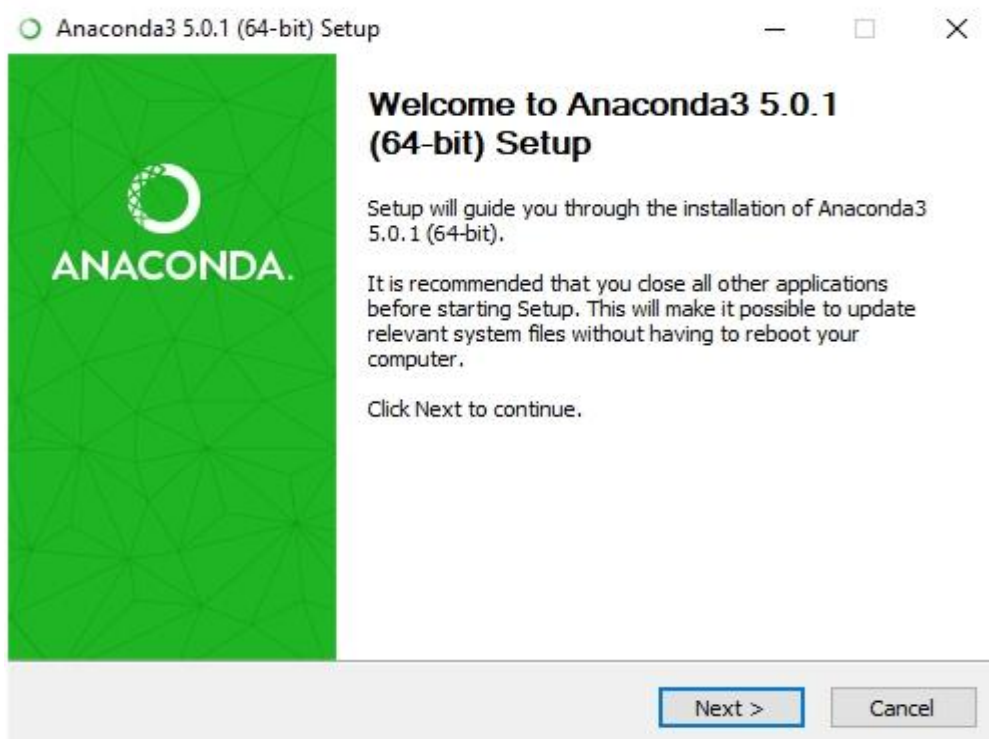 Anaconda3 5.0.1 (64-bit) Setup
ANACONDA.
Welcome to Anaconda3 5.0.1
(64-bit) Setup
Setup will guide you through the installation of Anaconda3
5.0.1 (64-bit).
It is recommended that you close all other applications
before starting Setup. This will make it possible to update
relevant system files without having to reboot your
computer.
Click Next to continue.
Next >
Cancel